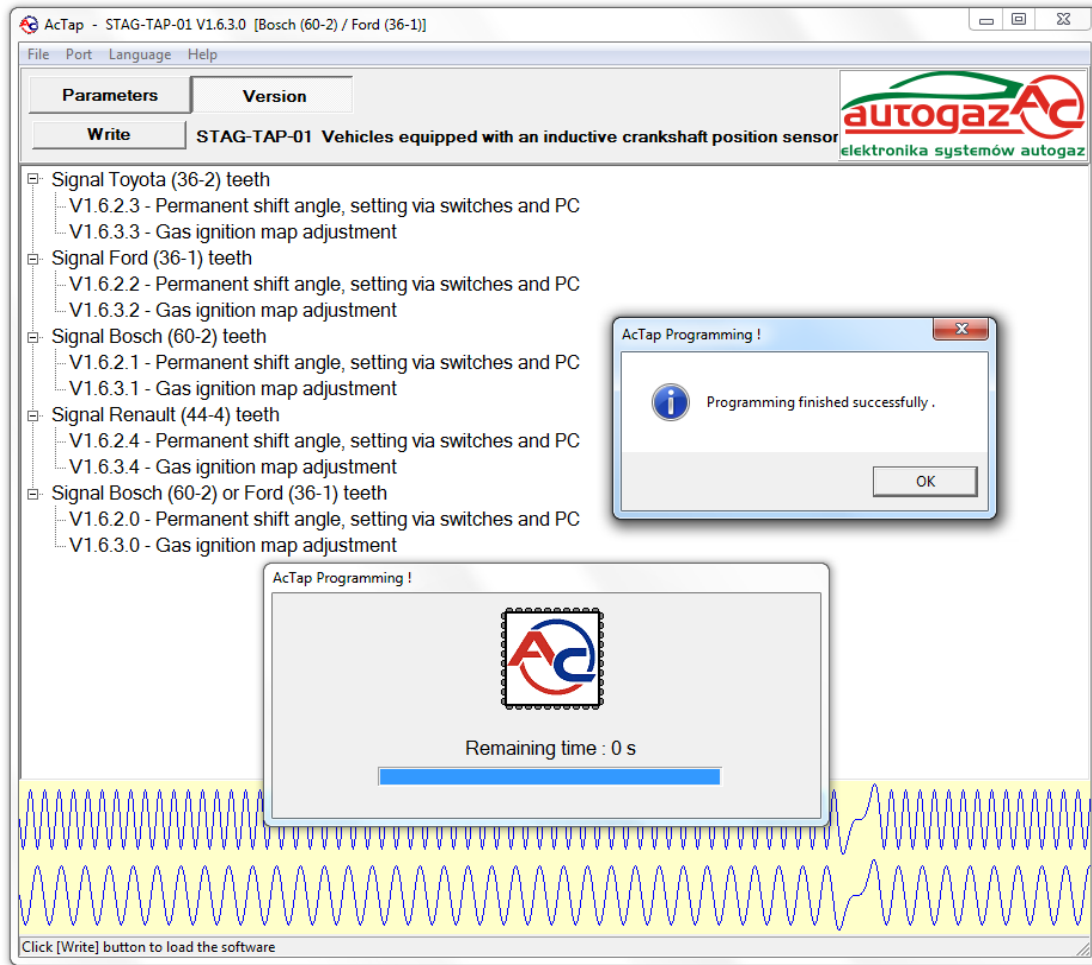 AcTap - STAG-TAP-01 V1.6.3.0 [Bosch (60-2) / Ford (36-1)]
File Port Language Help
Parameters Version
Write STAG-TAP-01 Vehicles equipped with an inductive crankshaft position sensor
autogaz AC
elektronika systemów autogaz
Signal Toyota (36-2) teeth
V1.6.2.3 - Permanent shift angle, setting via switches and PC
V1.6.3.3 - Gas ignition map adjustment
Signal Ford (36-1) teeth
V1.6.2.2 - Permanent shift angle, setting via switches and PC
V1.6.3.2 - Gas ignition map adjustment
Signal Bosch (60-2) teeth
V1.6.2.1 - Permanent shift angle, setting via switches and PC
V1.6.3.1 - Gas ignition map adjustment
Signal Renault (44-4) teeth
V1.6.2.4 - Permanent shift angle, setting via switches and PC
V1.6.3.4 - Gas ignition map adjustment
Signal Bosch (60-2) or Ford (36-1) teeth
V1.6.2.0 - Permanent shift angle, setting via switches and PC
V1.6.3.0 - Gas ignition map adjustment
AcTap Programming !
Programming finished successfully .
OK
AcTap Programming !
AC
Remaining time : 0 s
Click [Write] button to load the software